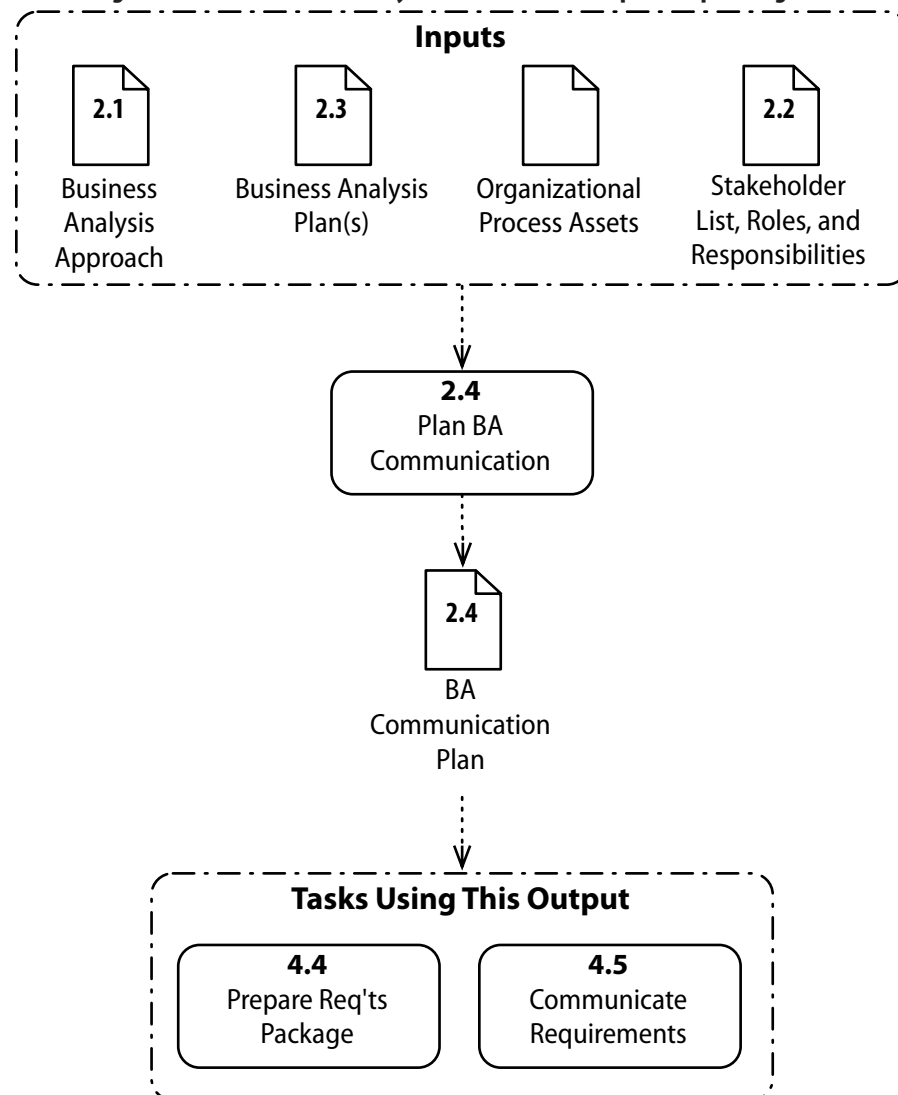 Inputs
2.1
Business
Analysis
Approach
2.3
Business Analysis
Plan(s)
Organizational
Process Assets
2.2
Stakeholder
List, Roles, and
Responsibilities
2.4
Plan BA
Communication
2.4
BA
Communication
Plan
Tasks Using This Output
4.4
Prepare Req'ts
Package
4.5
Communicate
Requirements